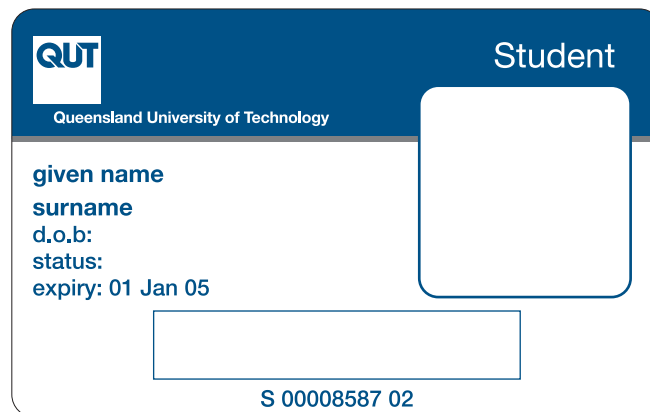 QUT
Student
Queensland University of Technology
given name
surname
d.o.b:
status:
expiry: 01 Jan 05
S 00008587 02